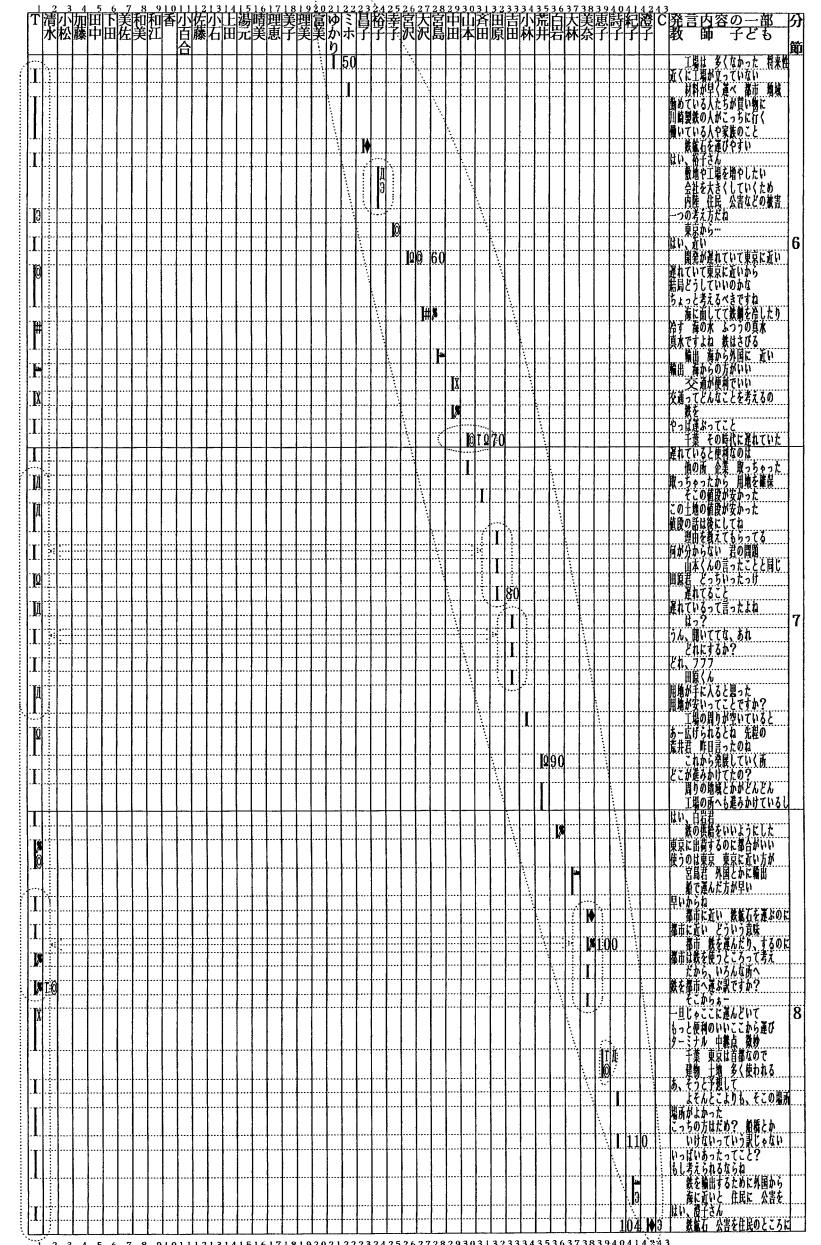 T 1 2 3 4 5 6 7 8 9 10 11 12 13 14 15 16 17 18 19 20 21 22 23 24 25 26 27 28 29 30 31 32 33 34 35 36 37 38 39 40 41 42 43
清水 小松 加藤 田中 下田 美佐 和美 和江 香 小百合 佐藤 小石 上田 湯元 晴美 理恵 美子 理美 富美 ゆかり ミホ 昌子 裕子 幸子 宮沢 大沢 宮島 中田 山本 斉田 田原 吉田 小林 荒井 白岩 大林 美奈 恵子 詩子 紀子 澄子 C 発言内容の一部 分節
教師 子ども
50 工場は 多くなかった 将来性
近くに工場が立っていない
材料が早く運べ 都市 地域
働めている人たちが買い物に
川崎製鉄の人がこっちに行く
働いている人や家族のこと
鉄鉱石を運びやすい
はい、裕子さん
敷地や工場を増やしたい
会社を大きくしていくため
内陸 住民 公害などの被害
一つの考え方だね
東京から…
はい、近い 6
60 開発が遅れていて東京に近い
遅れていて東京に近いから
結局どうしていいのかな
ちょっと考えるべきですね
海に面してて鉄鋼を冷したり
冷す 海の水 ふつうの真水
真水ですよね 鉄はさびる
輸出 海から外国に 近い
輸出 海からの方がいい
交通が便利でいい
交通ってどんなことを考えるの
鉄を
やっぱ運ぶってこと
70 千葉 その時代に遅れていた
遅れていると便利なのは
他の所 企業 取っちゃった
取っちゃったから 用地を確保
そこの値段が安かった
この土地の値段が安かった
値段の話は後にしてね
理由を教えてもらってる
何が分からない 君の問題
山本くんの言ったことと同じ
田原君 どっちいったっけ
80 遅れてること
遅れているって言ったよね
はっ? 7
うん、聞いててな、あれ
どれにするか?
どれ、フフフ
田原くん
用地が手に入ると思った
用地が安いってことですか?
工場の周りが空いていると
あー広げられるとね 先程の
荒井君 昨日言ったのね
90 これから発展していく所
どこが進みかけてたの?
周りの地域とかがどんどん
工場の所へも進みかけているし
はい、白岩君
鉄の供給をいいようにした
東京に出荷するのに都合がいい
使うのは東京 東京に近い方が
宮島君 外国とかに輸出
船で運んだ方が早い
早いからね
都市に近い 鉄鉱石を運ぶのに
都市に近い どういう意味
100 都市 鉄を運んだり、するのに
都市は鉄を使うところって考え
だから、いろんな所へ
鉄を都市へ運ぶ訳ですか?
そこからぁー
一旦じゃここに運んどいて 8
もっと便利のいいここから運び
ターミナル 中継点 微妙
千葉 東京は首都なので
建物 土地 多く使われる
あ、そうと予想して
よそんとこよりも、そこの場所
場所がよかった
こっちの方はだめ? 船橋とか
110 いけないっていう訳じゃない
いっぱいあったってこと?
もし考えられるならね
鉄を輸出するために外国から
海に近いと 住民に 公害を
はい、澄子さん
104 3 鉄鉱石 公害を住民のところに